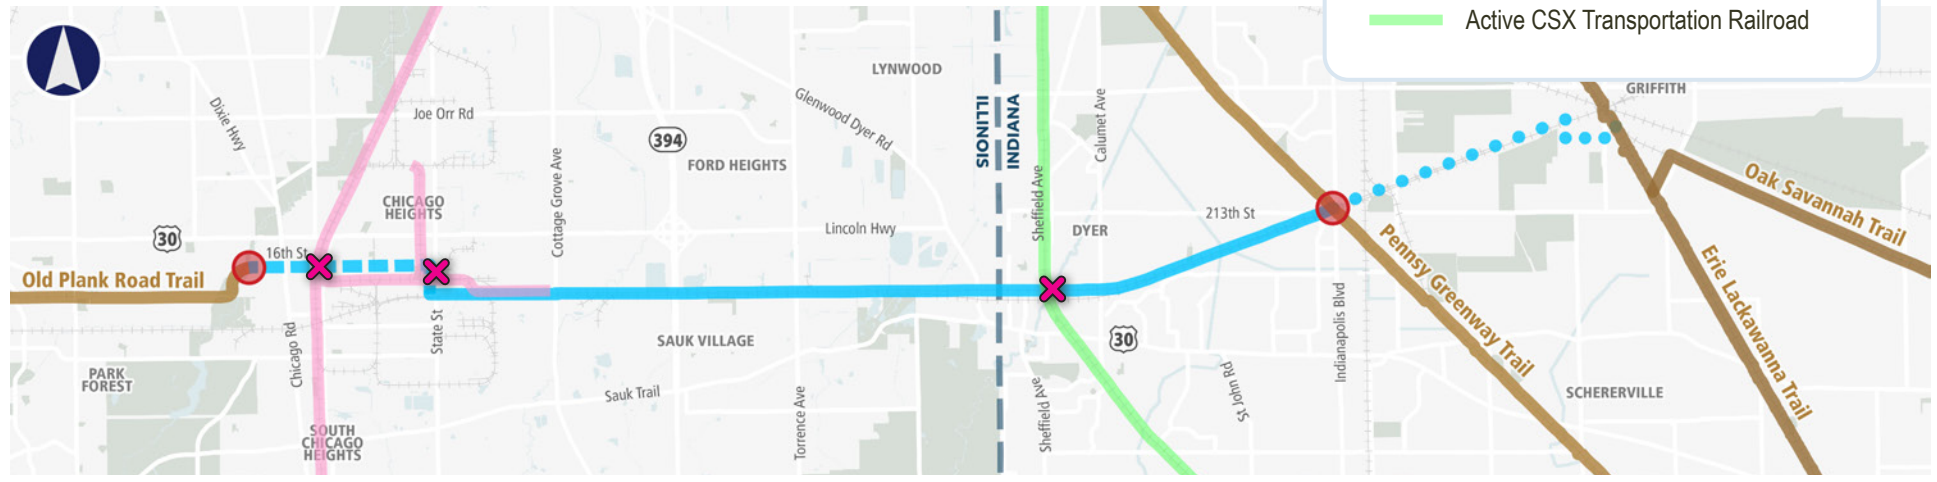 Active CSX Transportation Railroad
GRIFFITH
LYNWOOD
Dixie Hwy
Joe Orr Rd
Glenwood Dyer Rd
ILLINOIS
INDIANA
Calumet Ave
394
FORD HEIGHTS
Cottage Grove Ave
Sheffield Ave
CHICAGO
HEIGHTS
Oak Savannah Trail
213th St
Lincoln Hwy
DYER
30
16th St
Old Plank Road Trail
Pennsy Greenway Trail
Erie Lackawanna Trail
Chicago Rd
State St
SAUK VILLAGE
30
Indianapolis Blvd
PARK
FOREST
Sauk Trail
Torrence Ave
Sheffield Ave
St John Rd
SCHERERVILLE
SOUTH
CHICAGO
HEIGHTS